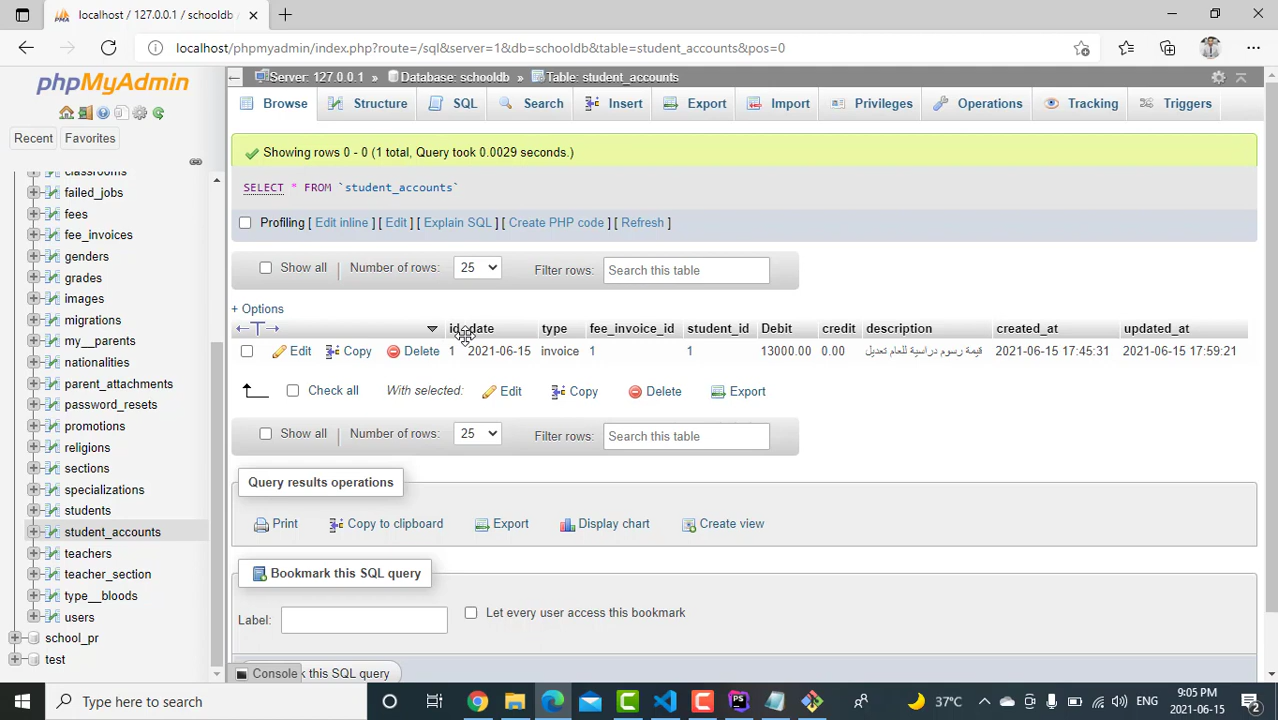 localhost / 127.0.0.1 / schooldb
localhost/phpmyadmin/index.php?route=/sql&server=1&db=schooldb&table=student_accounts&pos=0
phpMyAdmin
Recent
Favorites
classrooms
failed_jobs
fees
fee_invoices
genders
grades
images
migrations
my__parents
nationalities
parent_attachments
password_resets
promotions
religions
sections
specializations
students
student_accounts
teachers
teacher_section
type__bloods
users
school_pr
test
Server: 127.0.0.1 » Database: schooldb » Table: student_accounts
Browse Structure SQL Search Insert Export Import Privileges Operations Tracking Triggers
Showing rows 0 - 0 (1 total, Query took 0.0029 seconds.)
SELECT * FROM `student_accounts`
Profiling [ Edit inline ] [ Edit ] [ Explain SQL ] [ Create PHP code ] [ Refresh ]
Show all Number of rows: 25 Filter rows: Search this table
+ Options
id date type fee_invoice_id student_id Debit credit description created_at updated_at
Edit Copy Delete 1 2021-06-15 invoice 1 1 13000.00 0.00 قيمة رسوم دراسية للعام تعديل 2021-06-15 17:45:31 2021-06-15 17:59:21
Check all With selected: Edit Copy Delete Export
Show all Number of rows: 25 Filter rows: Search this table
Query results operations
Print Copy to clipboard Export Display chart Create view
Bookmark this SQL query
Label: Let every user access this bookmark
Console k this SQL query
Type here to search
PS
37°C
ENG
9:05 PM
2021-06-15
2